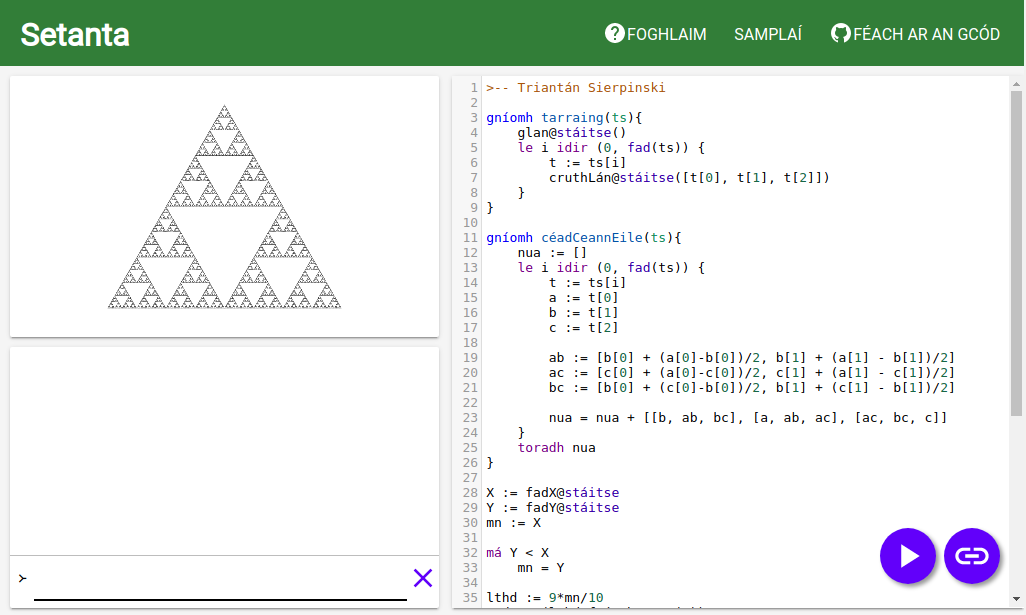 Setanta
FOGHLAIM SAMPLAÍ FÉACH AR AN GCÓD
1 >-- Triantán Sierpinski
2
3 gníomh tarraing(ts){
4     glan@stáitse()
5     le i idir (0, fad(ts)) {
6         t := ts[i]
7         cruthLán@stáitse([t[0], t[1], t[2]])
8     }
9 }
10
11 gníomh céadCeannEile(ts){
12     nua := []
13     le i idir (0, fad(ts)) {
14         t := ts[i]
15         a := t[0]
16         b := t[1]
17         c := t[2]
18
19         ab := [b[0] + (a[0]-b[0])/2, b[1] + (a[1] - b[1])/2]
20         ac := [c[0] + (a[0]-c[0])/2, c[1] + (a[1] - c[1])/2]
21         bc := [b[0] + (c[0]-b[0])/2, b[1] + (c[1] - b[1])/2]
22
23         nua = nua + [[b, ab, bc], [a, ab, ac], [ac, bc, c]]
24     }
25     toradh nua
26 }
27
28 X := fadX@stáitse
29 Y := fadY@stáitse
30 mn := X
31
32 má Y < X
33     mn = Y
34
35 lthd := 9*mn/10